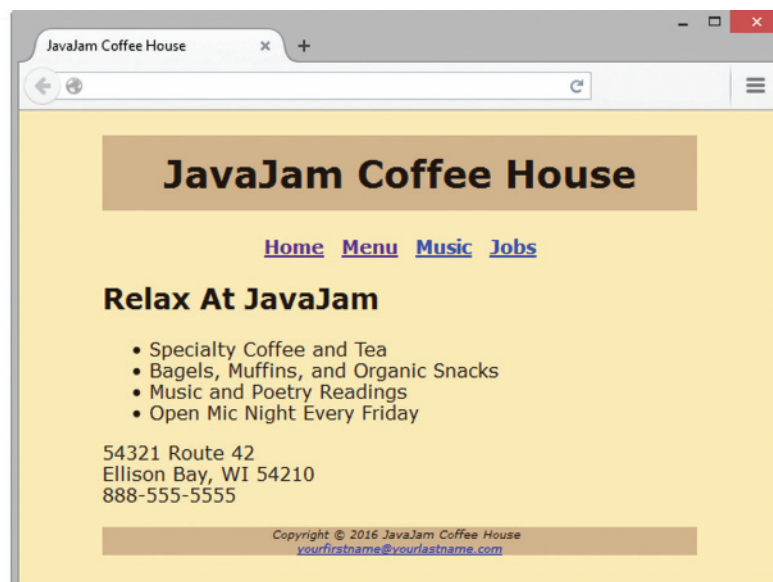 JavaJam Coffee House
JavaJam Coffee House
Home Menu Music Jobs
Relax At JavaJam
• Specialty Coffee and Tea
• Bagels, Muffins, and Organic Snacks
• Music and Poetry Readings
• Open Mic Night Every Friday
54321 Route 42
Ellison Bay, WI 54210
888-555-5555
Copyright © 2016 JavaJam Coffee House
yourfirstname@yourlastname.com